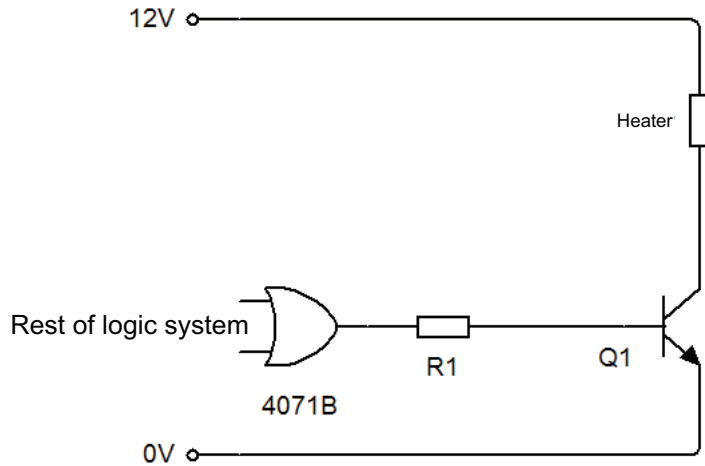 12V
Heater
Rest of logic system
R1
Q1
4071B
0V